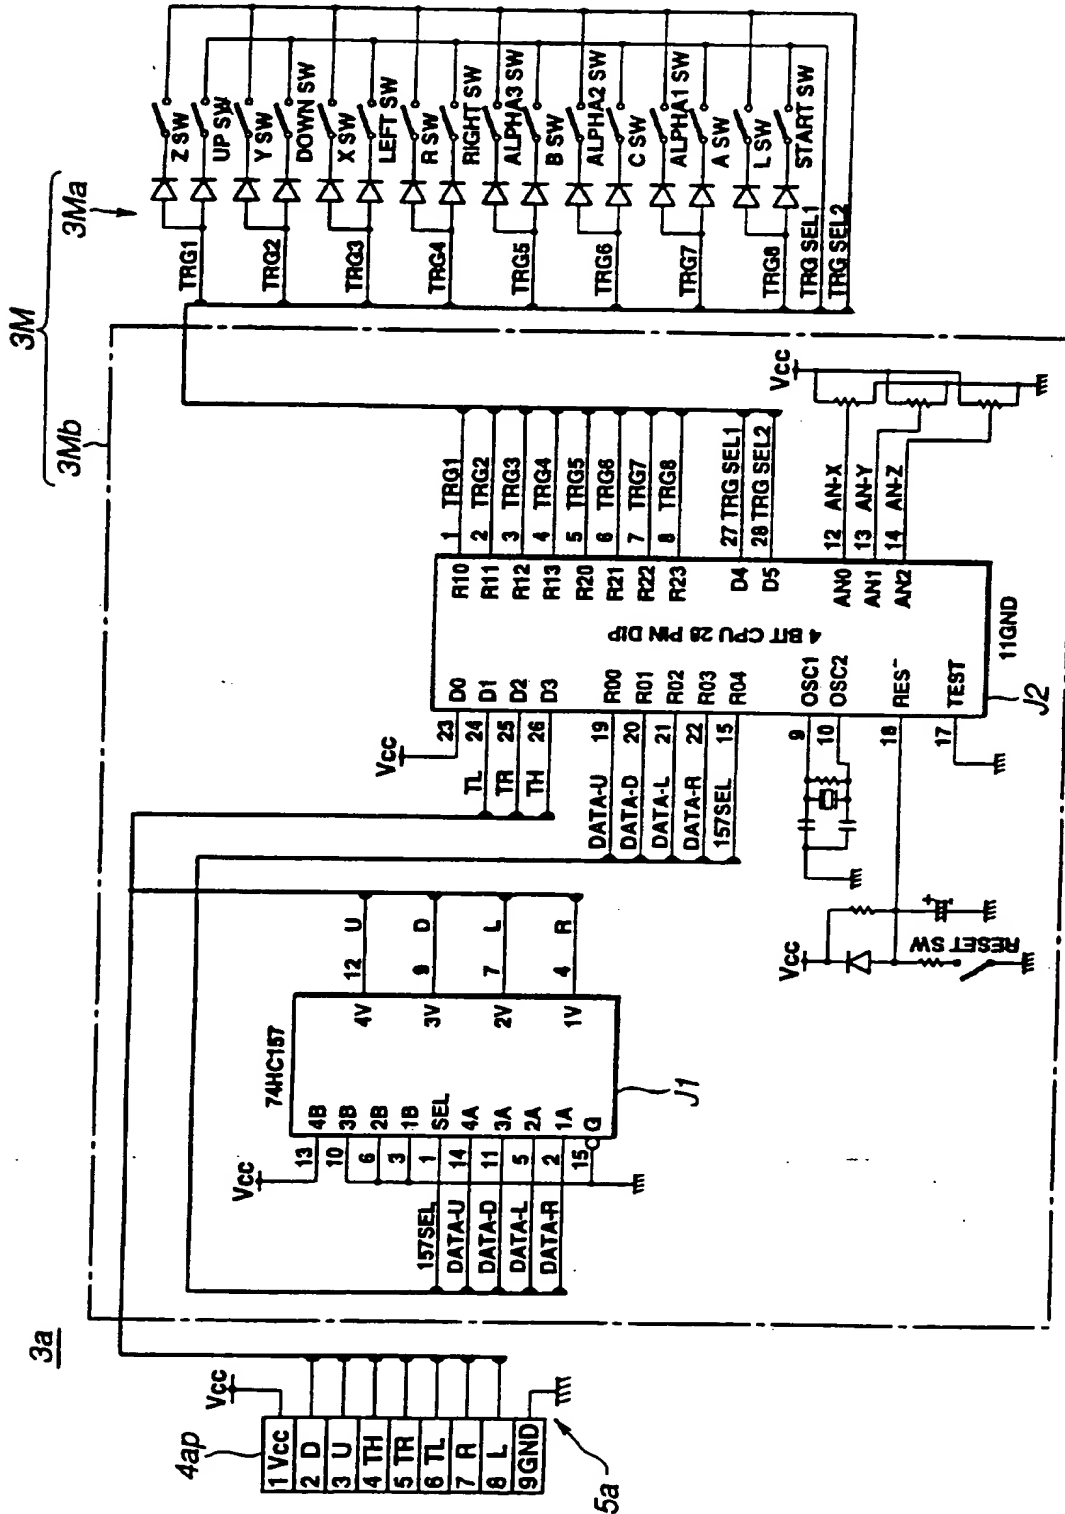 3a
3M
3Mb
3Ma
4ap
Vcc
1 Vcc
2 D
3 U
4 TH
5 TR
6 TL
7 R
8 L
9 GND
5a
Vcc
74HC157
13 4B
10 3B
6 2B
3 1B
157SEL 1 SEL
DATA-U 14 4A
DATA-D 11 3A
DATA-L 5 2A
DATA-R 2 1A
15 G
4V 12 U
3V 9 D
2V 7 L
1V 4 R
J1
Vcc
23 D0
TL 24 D1
TR 25 D2
TH 26 D3
DATA-U 19 R00
DATA-D 20 R01
DATA-L 21 R02
DATA-R 22 R03
157SEL 15 R04
9 OSC1
10 OSC2
18 RES‾
17 TEST
Vcc
+
RESET SW
4 BIT CPU 28 PIN DIP
R10 1 TRG1
R11 2 TRG2
R12 3 TRG3
R13 4 TRG4
R20 5 TRG5
R21 6 TRG6
R22 7 TRG7
R23 8 TRG8
D4 27 TRG SEL1
D5 28 TRG SEL2
AN0 12 AN-X
AN1 13 AN-Y
AN2 14 AN-Z
11GND
J2
Vcc
TRG1
TRG2
TRG3
TRG4
TRG5
TRG6
TRG7
TRG8
TRG SEL1
TRG SEL2
Z SW
UP SW
Y SW
DOWN SW
X SW
LEFT SW
R SW
RIGHT SW
ALPHA3 SW
B SW
ALPHA2 SW
C SW
ALPHA1 SW
A SW
L SW
START SW